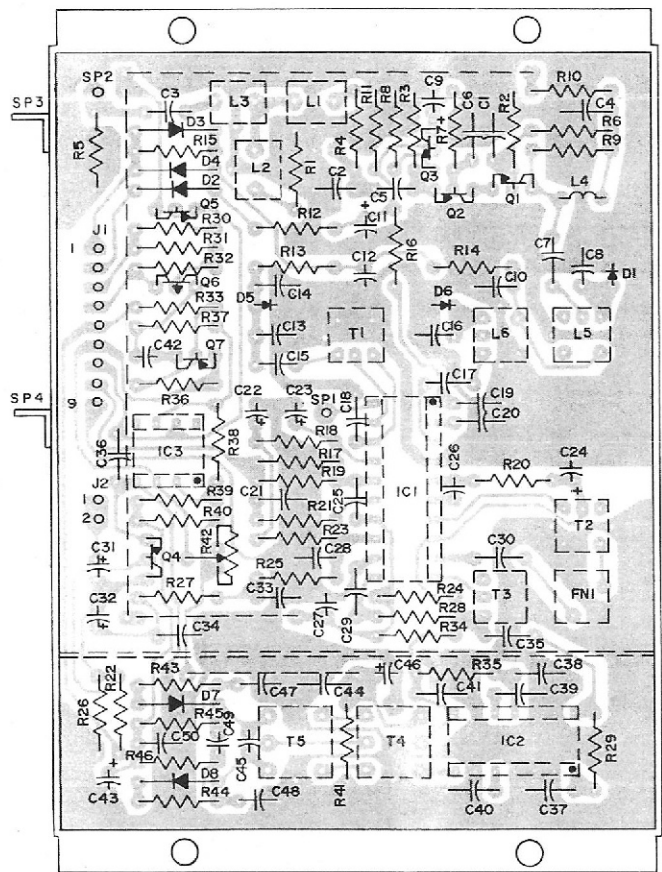 SP2
SP3
C3
L3
L1
R11
R8
R3
C9
C6
C1
R2
R10
C4
R6
R9
D3
R15
R5
R4
R7
+
D4
D2
L2
R1
C2
C5
Q3
Q2
Q1
L4
Q5
R30
R12
+
C11
J1
1
R31
R32
R13
C12
R16
R14
C7
C8
D1
Q6
C14
C10
R33
D5
D6
R37
C13
T1
C16
L6
L5
C42
Q7
C15
C17
R36
C22
C23
SP1
C18
C19
C20
9
SP4
+
+
C36
IC3
R38
R18
R17
R19
C26
R20
C24
+
J2
1
2
R39
R40
C21
R21
C25
IC1
T2
R42
R23
C28
C30
C31
+
Q4
R25
R27
C33
R24
T3
FN1
C32
+
C27
C29
R28
R34
C34
C35
R43
+
C46
R35
C38
R26
R22
D7
C47
C44
C41
C39
R45
C50
C49
C45
T5
R41
T4
IC2
R29
R46
+
C43
D8
R44
C48
C40
C37